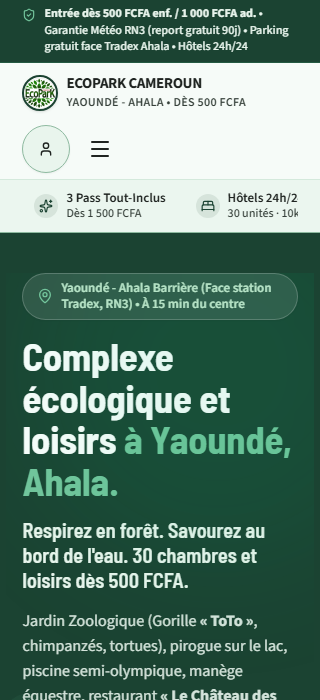 Entrée dès 500 FCFA enf. / 1 000 FCFA ad. •
Garantie Météo RN3 (report gratuit 90j) • Parking
gratuit face Tradex Ahala • Hôtels 24h/24
EcoPark
ECOPARK CAMEROUN
YAOUNDÉ - AHALA • DÈS 500 FCFA
3 Pass Tout-Inclus
Dès 1 500 FCFA
Hôtels 24h/2
30 unités · 10k
Yaoundé - Ahala Barrière (Face station
Tradex, RN3) • À 15 min du centre
Complexe
écologique et
loisirs à Yaoundé,
Ahala.
Respirez en forêt. Savourez au
bord de l'eau. 30 chambres et
loisirs dès 500 FCFA.
Jardin Zoologique (Gorille « ToTo »,
chimpanzés, tortues), pirogue sur le lac,
piscine semi-olympique, manège
équestre, restaurant « Le Château des